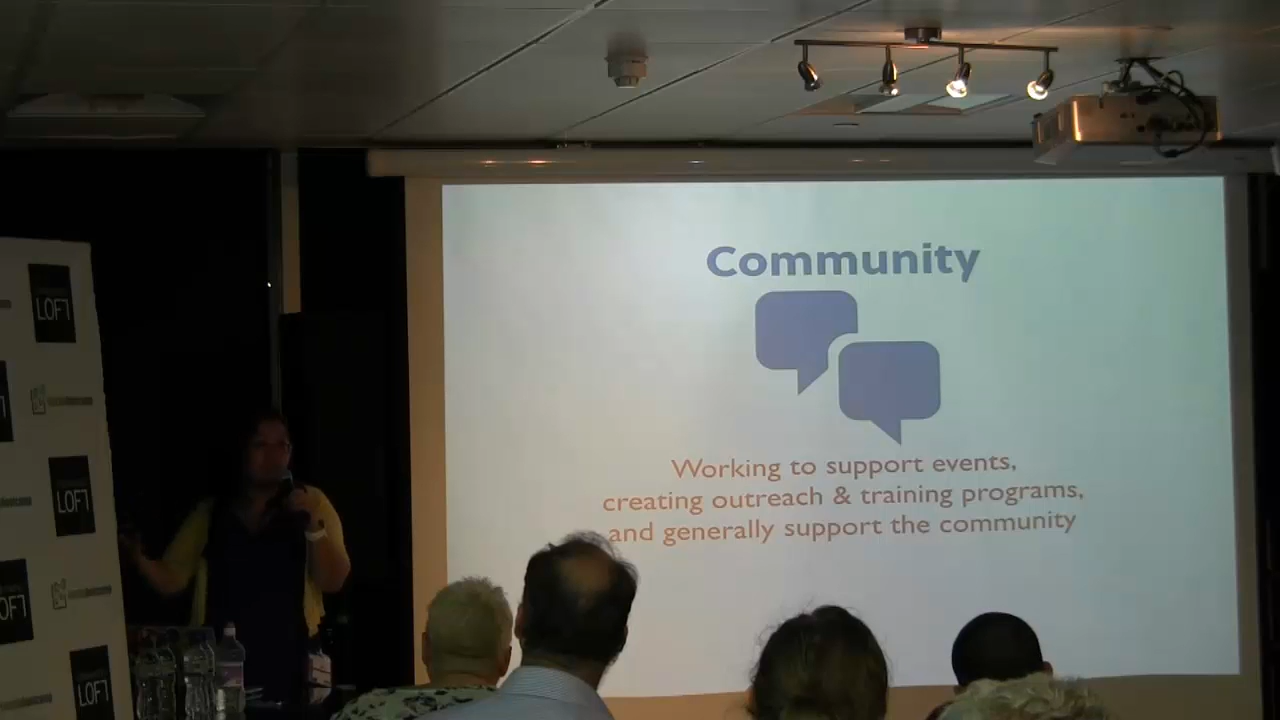 Community
Working to support events,
creating outreach & training programs,
and generally support the community
LOFT
LOFT
LOFT
LOFT